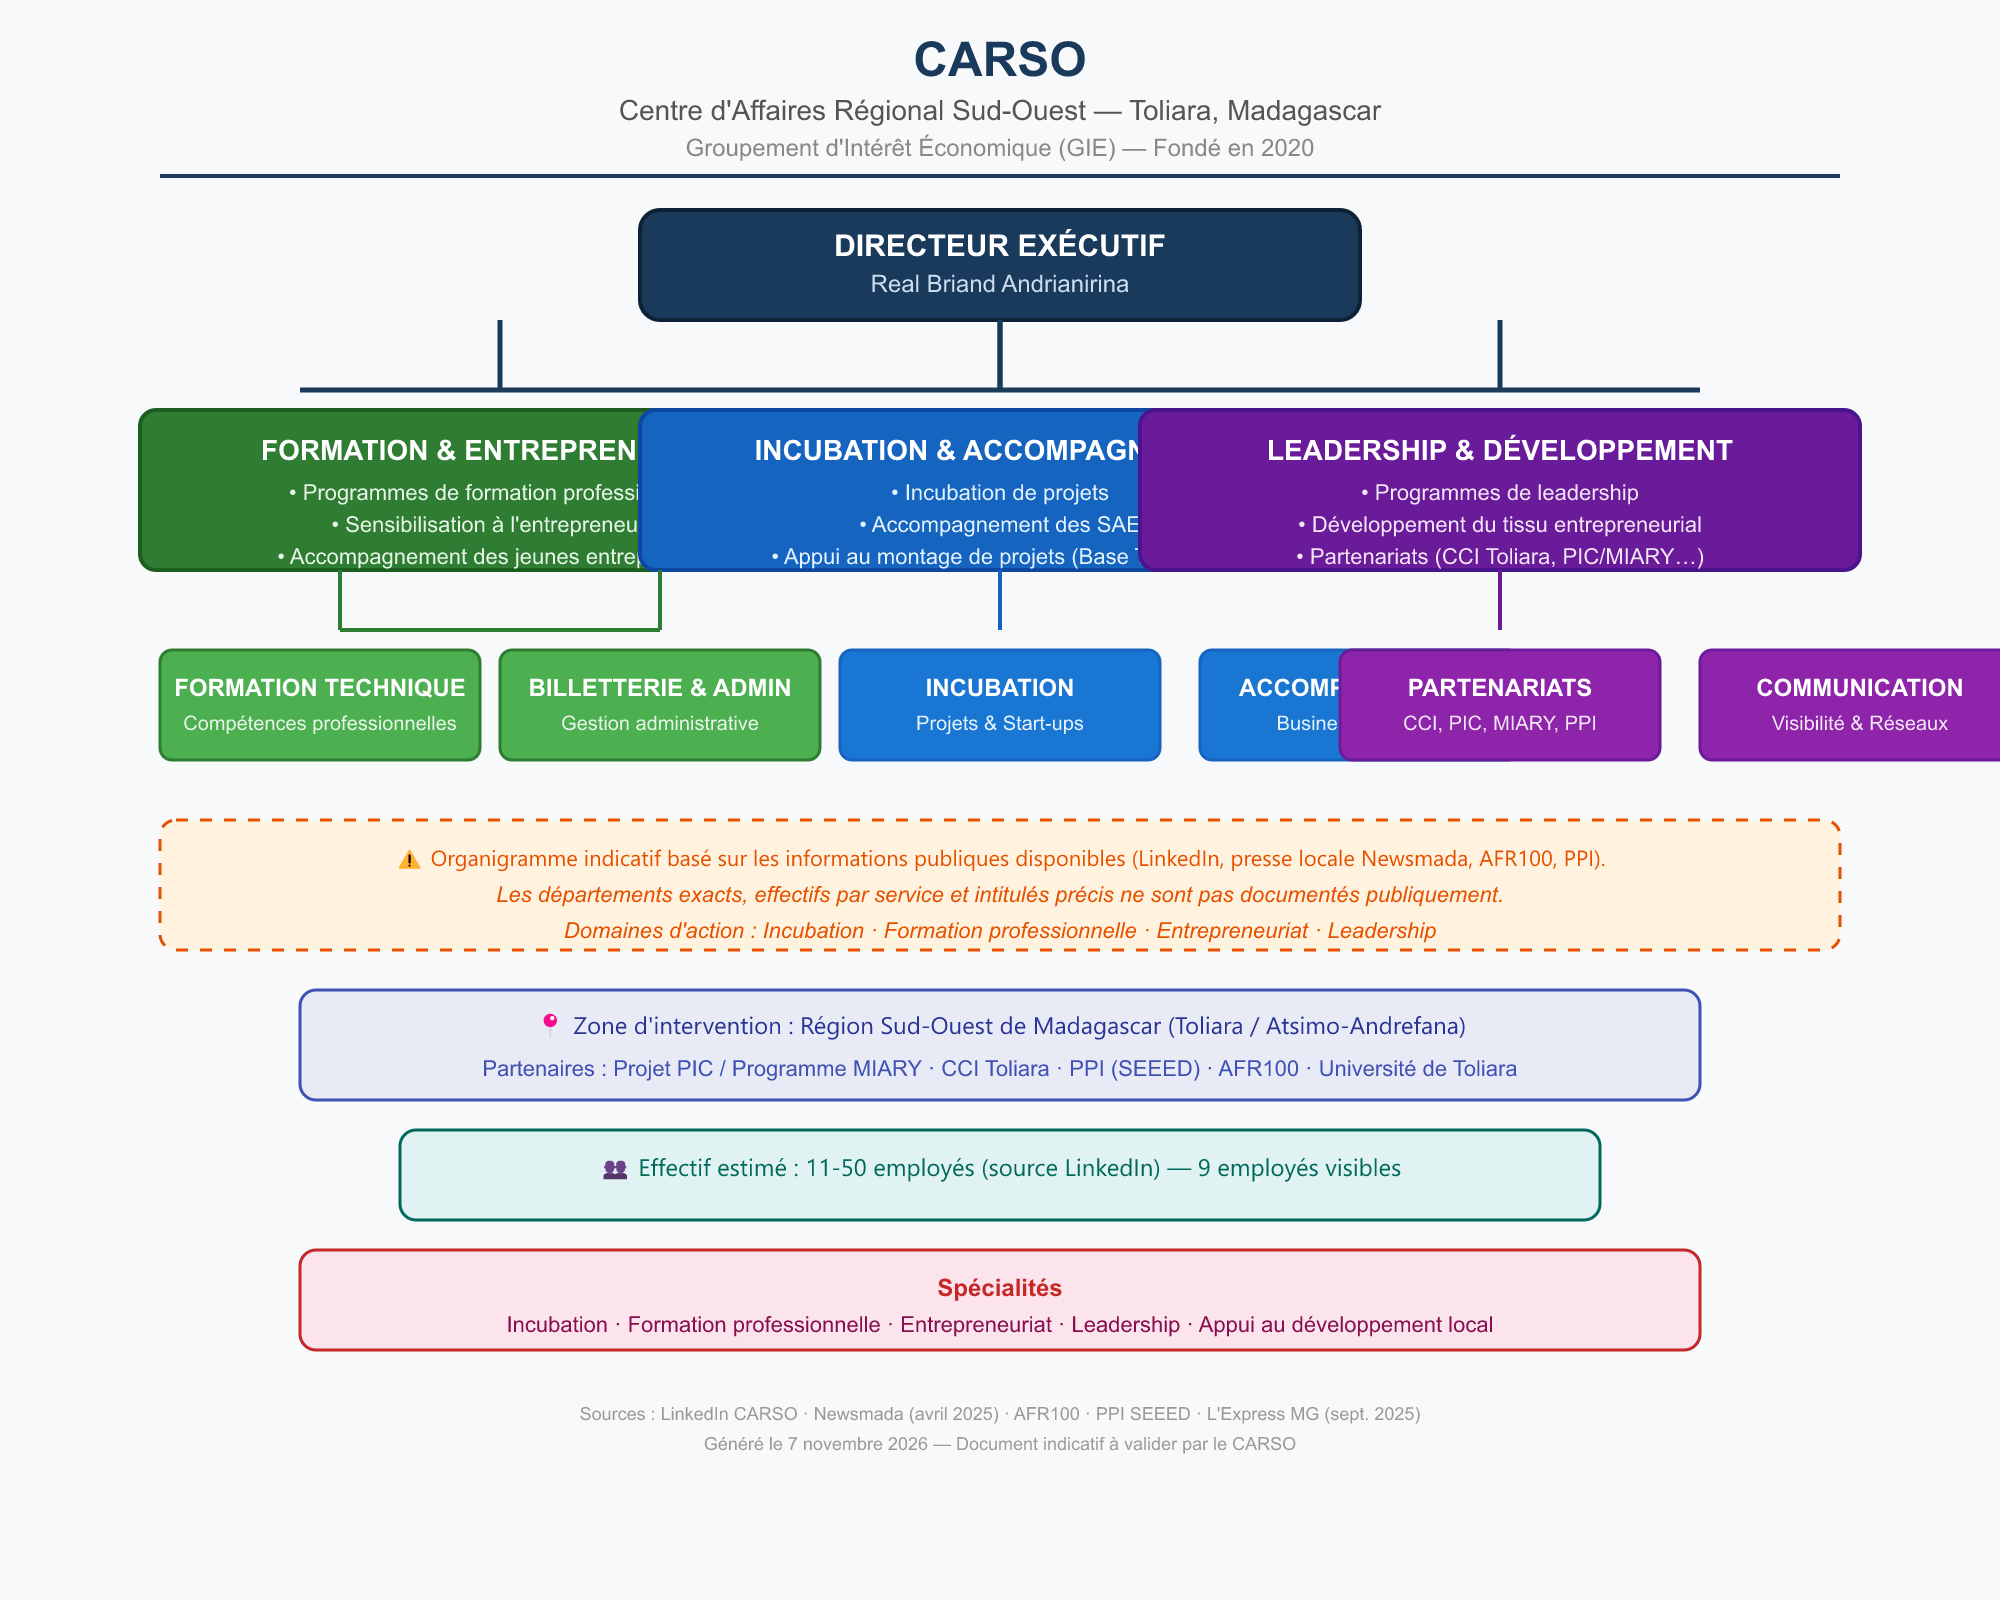 CARSO
Centre d'Affaires Régional Sud-Ouest — Toliara, Madagascar
Groupement d'Intérêt Économique (GIE) — Fondé en 2020
DIRECTEUR EXÉCUTIF
Real Briand Andrianirina
FORMATION & ENTREPREN
• Programmes de formation professi
• Sensibilisation à l'entrepreneu
• Accompagnement des jeunes entrep
INCUBATION & ACCOMPAGN
• Incubation de projets
• Accompagnement des SAE
• Appui au montage de projets (Base
LEADERSHIP & DÉVELOPPEMENT
• Programmes de leadership
• Développement du tissu entrepreneurial
• Partenariats (CCI Toliara, PIC/MIARY…)
FORMATION TECHNIQUE
Compétences professionnelles
BILLETTERIE & ADMIN
Gestion administrative
INCUBATION
Projets & Start-ups
ACCOMP
Busine
PARTENARIATS
CCI, PIC, MIARY, PPI
COMMUNICATION
Visibilité & Réseaux
⚠️ Organigramme indicatif basé sur les informations publiques disponibles (LinkedIn, presse locale Newsmada, AFR100, PPI).
Les départements exacts, effectifs par service et intitulés précis ne sont pas documentés publiquement.
Domaines d'action : Incubation · Formation professionnelle · Entrepreneuriat · Leadership
📍 Zone d'intervention : Région Sud-Ouest de Madagascar (Toliara / Atsimo-Andrefana)
Partenaires : Projet PIC / Programme MIARY · CCI Toliara · PPI (SEEED) · AFR100 · Université de Toliara
👥 Effectif estimé : 11-50 employés (source LinkedIn) — 9 employés visibles
Spécialités
Incubation · Formation professionnelle · Entrepreneuriat · Leadership · Appui au développement local
Sources : LinkedIn CARSO · Newsmada (avril 2025) · AFR100 · PPI SEEED · L'Express MG (sept. 2025)
Généré le 7 novembre 2026 — Document indicatif à valider par le CARSO